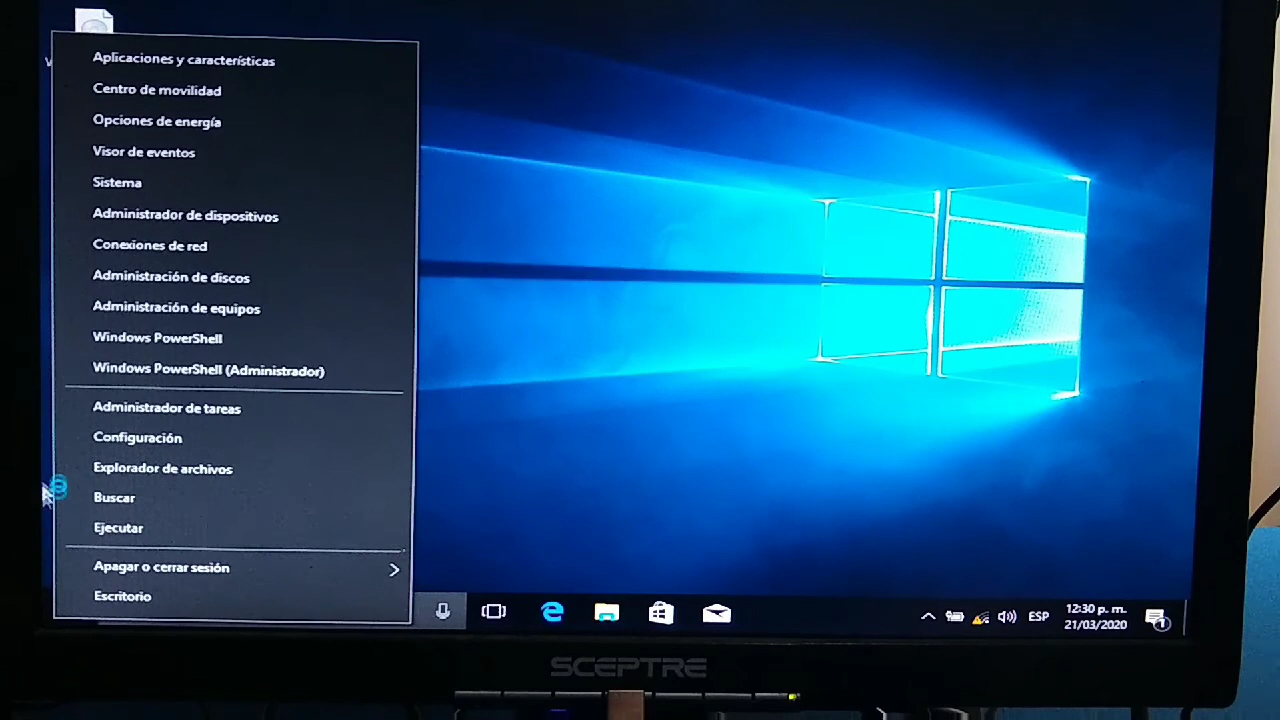 Aplicaciones y características
Centro de movilidad
Opciones de energía
Visor de eventos
Sistema
Administrador de dispositivos
Conexiones de red
Administración de discos
Administración de equipos
Windows PowerShell
Windows PowerShell (Administrador)
Administrador de tareas
Configuración
Explorador de archivos
Buscar
Ejecutar
Apagar o cerrar sesión
Escritorio
ESP
12:30 p. m.
21/03/2020
1
SCEPTRE